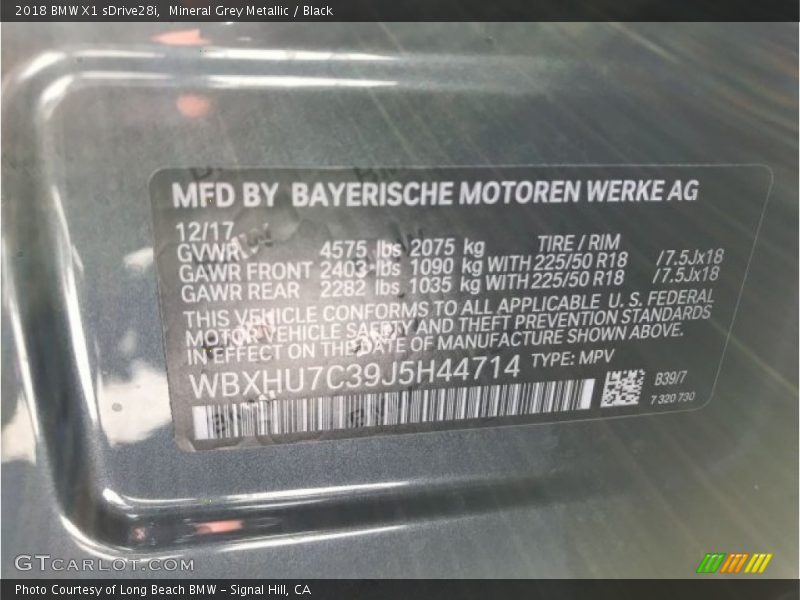 2018 BMW X1 sDrive28i,  Mineral Grey Metallic / Black
MFD BY BAYERISCHE MOTOREN WERKE AG
12/17
GVWR 4575 lbs 2075 kg TIRE / RIM
GAWR FRONT 2403 lbs 1090 kg WITH 225/50 R18 /7.5Jx18
GAWR REAR 2282 lbs 1035 kg WITH 225/50 R18 /7.5Jx18
THIS VEHICLE CONFORMS TO ALL APPLICABLE U.S. FEDERAL
MOTOR VEHICLE SAFETY AND THEFT PREVENTION STANDARDS
IN EFFECT ON THE DATE OF MANUFACTURE SHOWN ABOVE.
WBXHU7C39J5H44714 TYPE: MPV
B39/7
7 320 730
GTCARLOT.COM
Photo Courtesy of Long Beach BMW - Signal Hill, CA